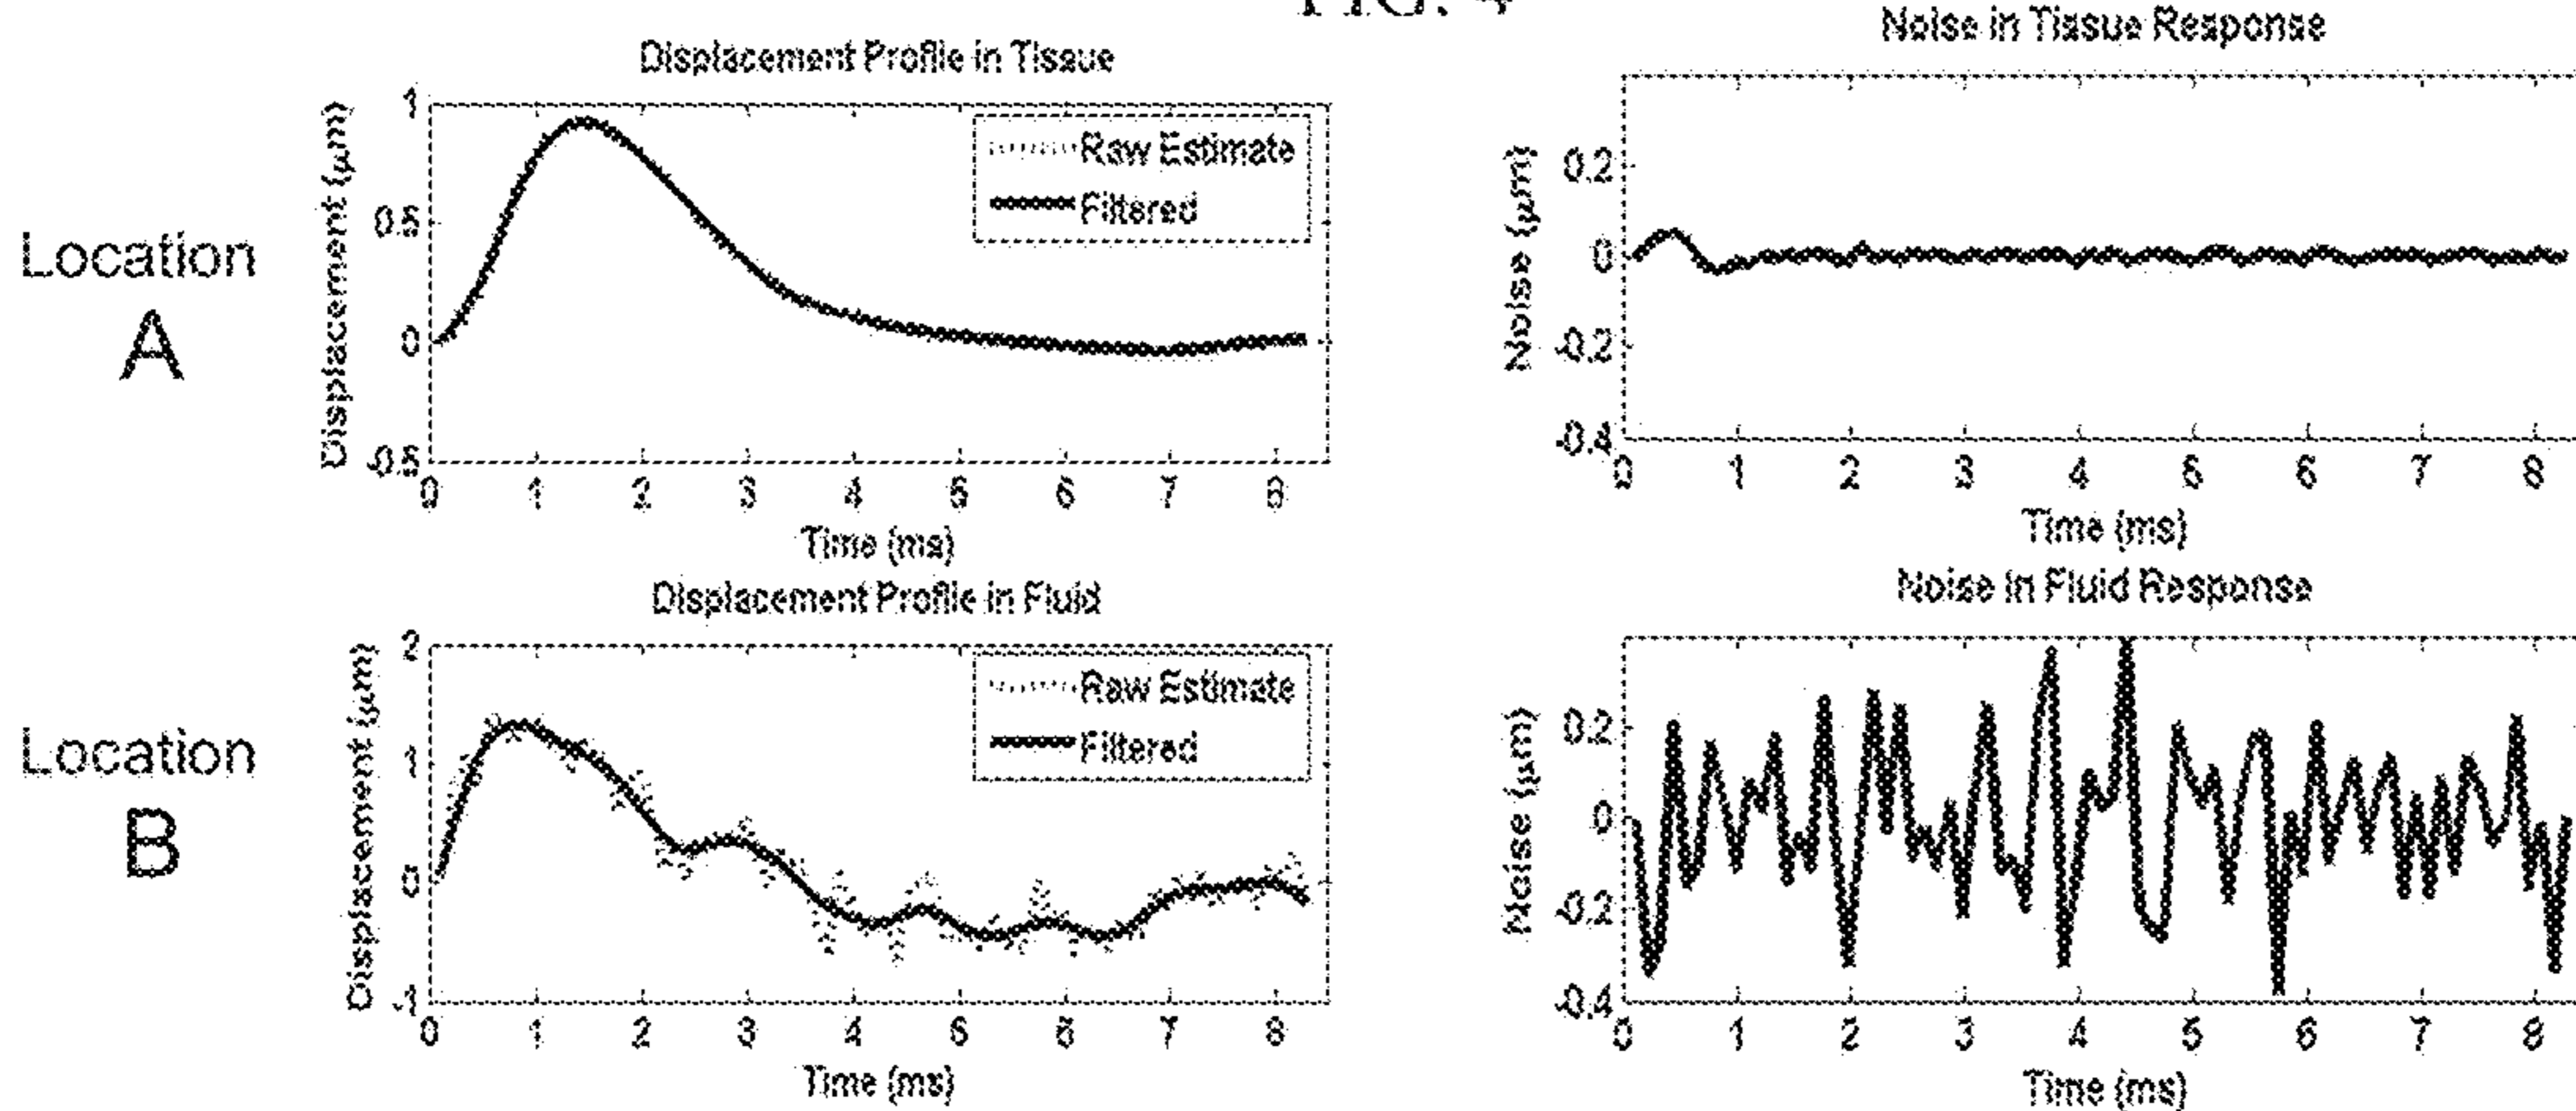 FIG. 4
Displacement Profile in Tissue
Noise in Tissue Response
Location
A
Displacement (μm)
1
0.5
0
-0.5
Raw Estimate
Filtered
0 1 2 3 4 5 6 7 8
Time (ms)
Noise (μm)
0.2
0
-0.2
-0.4
0 1 2 3 4 5 6 7 8
Time (ms)
Displacement Profile in Fluid
Noise in Fluid Response
Location
B
Displacement (μm)
2
1
0
-1
Raw Estimate
Filtered
0 1 2 3 4 5 6 7 8
Time (ms)
Noise (μm)
0.2
0
-0.2
-0.4
0 1 2 3 4 5 6 7 8
Time (ms)